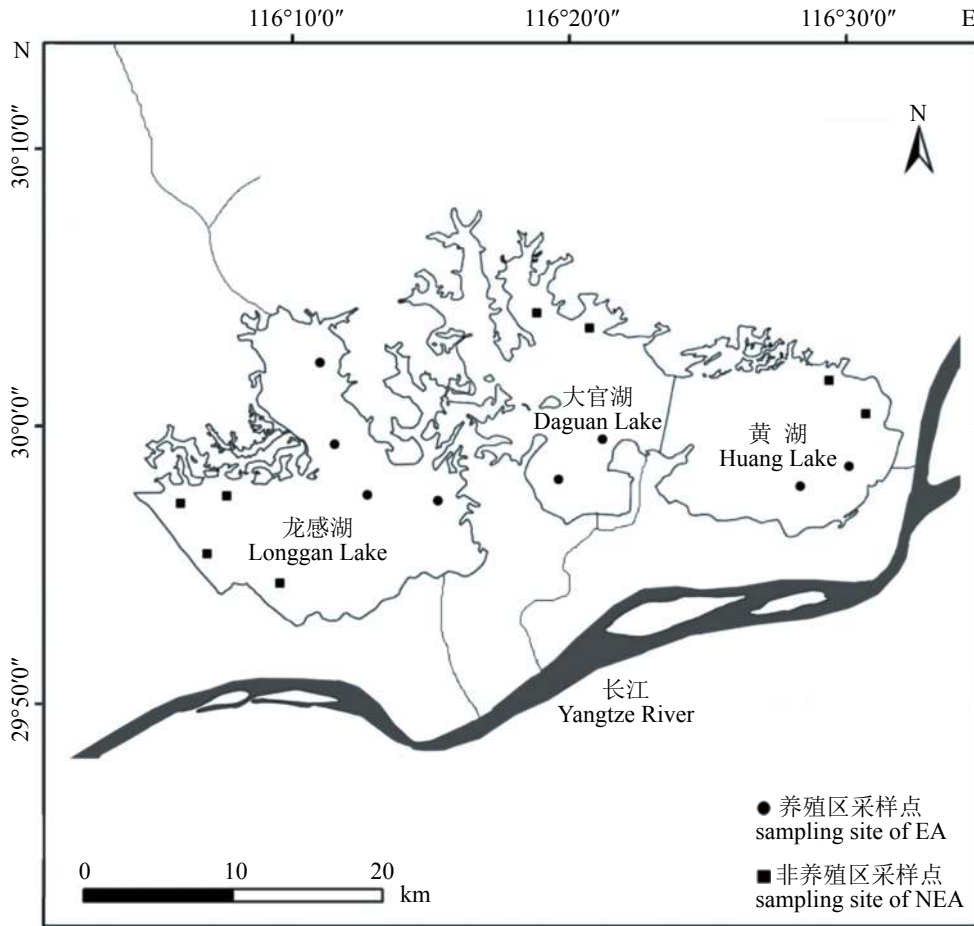 116°10′0″ 116°20′0″ 116°30′0″ E
N
30°10′0″
N
大官湖
Daguan Lake
30°0′0″
黄 湖
Huang Lake
龙感湖
Longgan Lake
29°50′0″
长江
Yangtze River
养殖区采样点
sampling site of EA
0 10 20
km
非养殖区采样点
sampling site of NEA